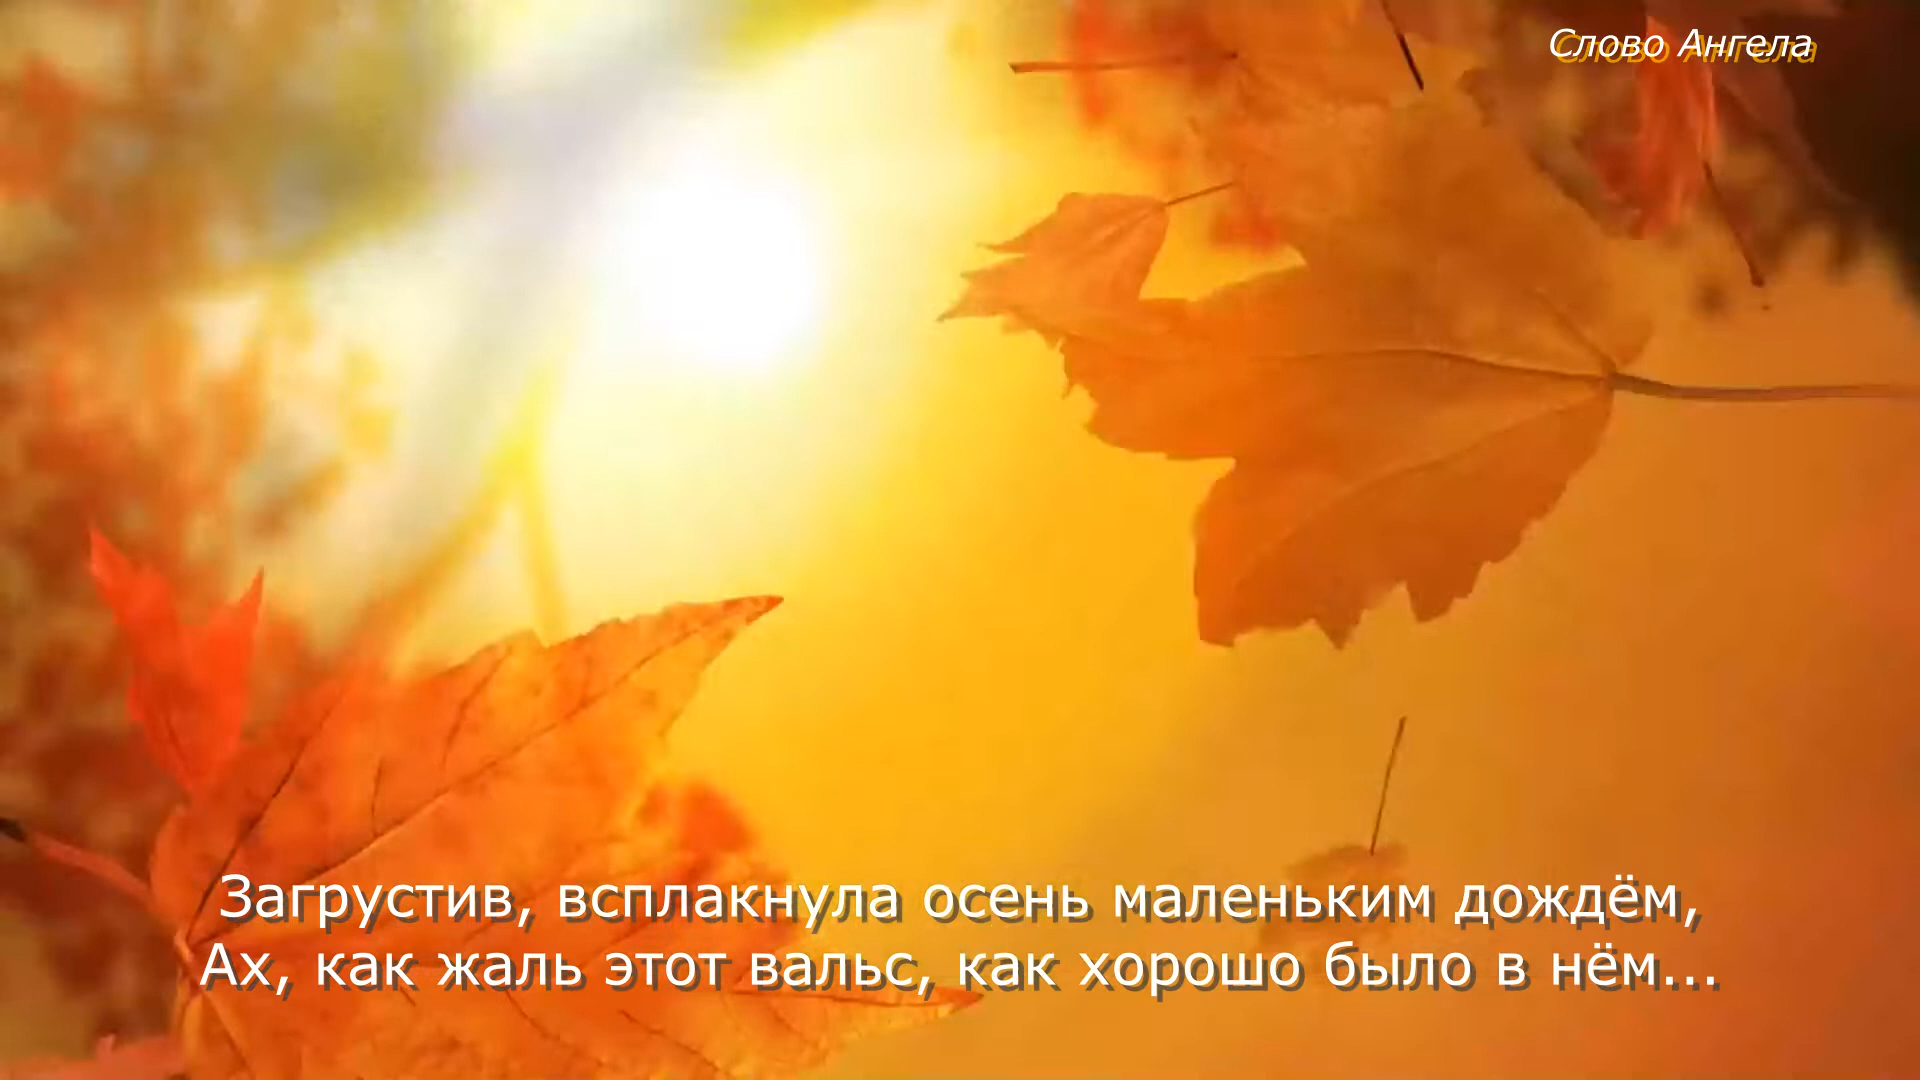 Слово Ангела
Загрустив, всплакнула осень маленьким дождём,
Ах, как жаль этот вальс, как хорошо было в нём...